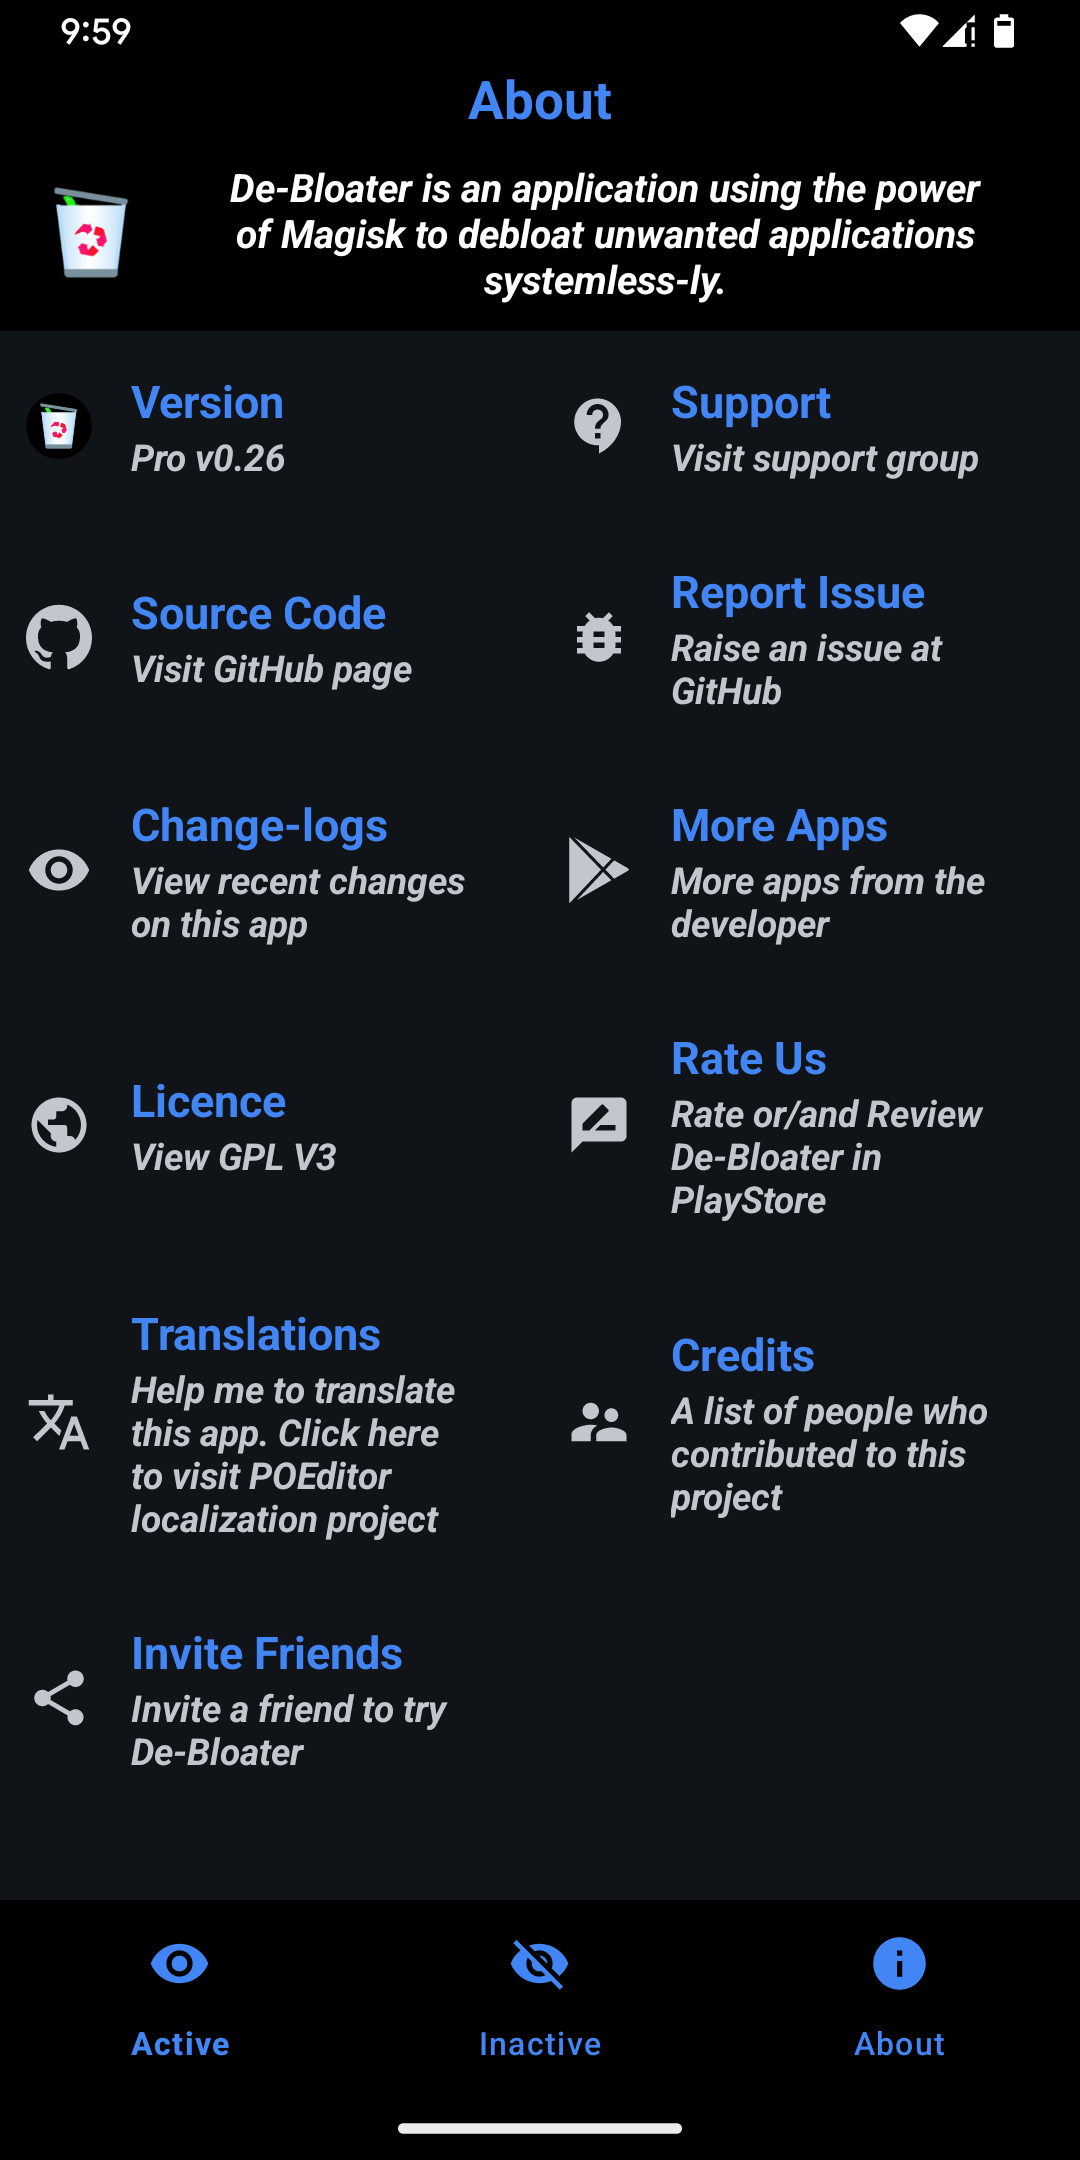 9:59
About
De-Bloater is an application using the power
of Magisk to debloat unwanted applications
systemless-ly.
Version
Pro v0.26
Support
Visit support group
Source Code
Visit GitHub page
Report Issue
Raise an issue at
GitHub
Change-logs
View recent changes
on this app
More Apps
More apps from the
developer
Licence
View GPL V3
Rate Us
Rate or/and Review
De-Bloater in
PlayStore
Translations
Help me to translate
this app. Click here
to visit POEditor
localization project
Credits
A list of people who
contributed to this
project
Invite Friends
Invite a friend to try
De-Bloater
Active
Inactive
About